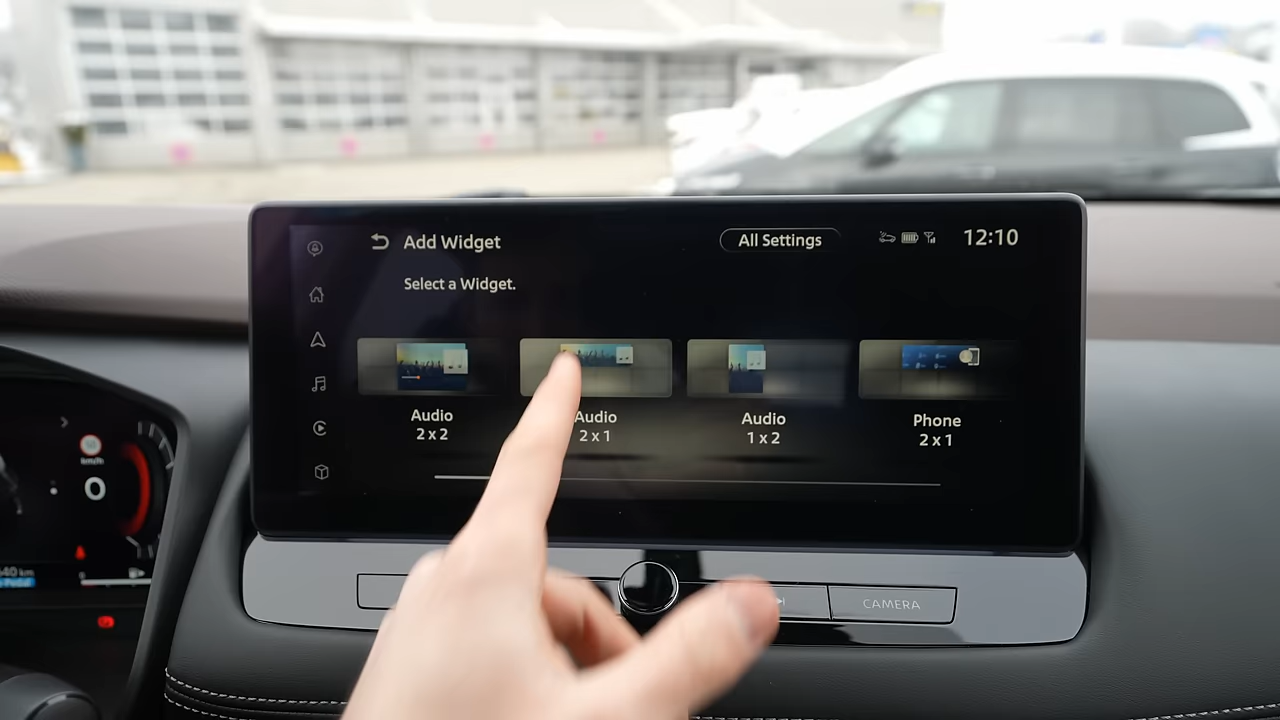 Add Widget
All Settings
12:10
Select a Widget.
Audio
2 x 2
Audio
2 x 1
Audio
1 x 2
Phone
2 x 1
km/h
0
CAMERA